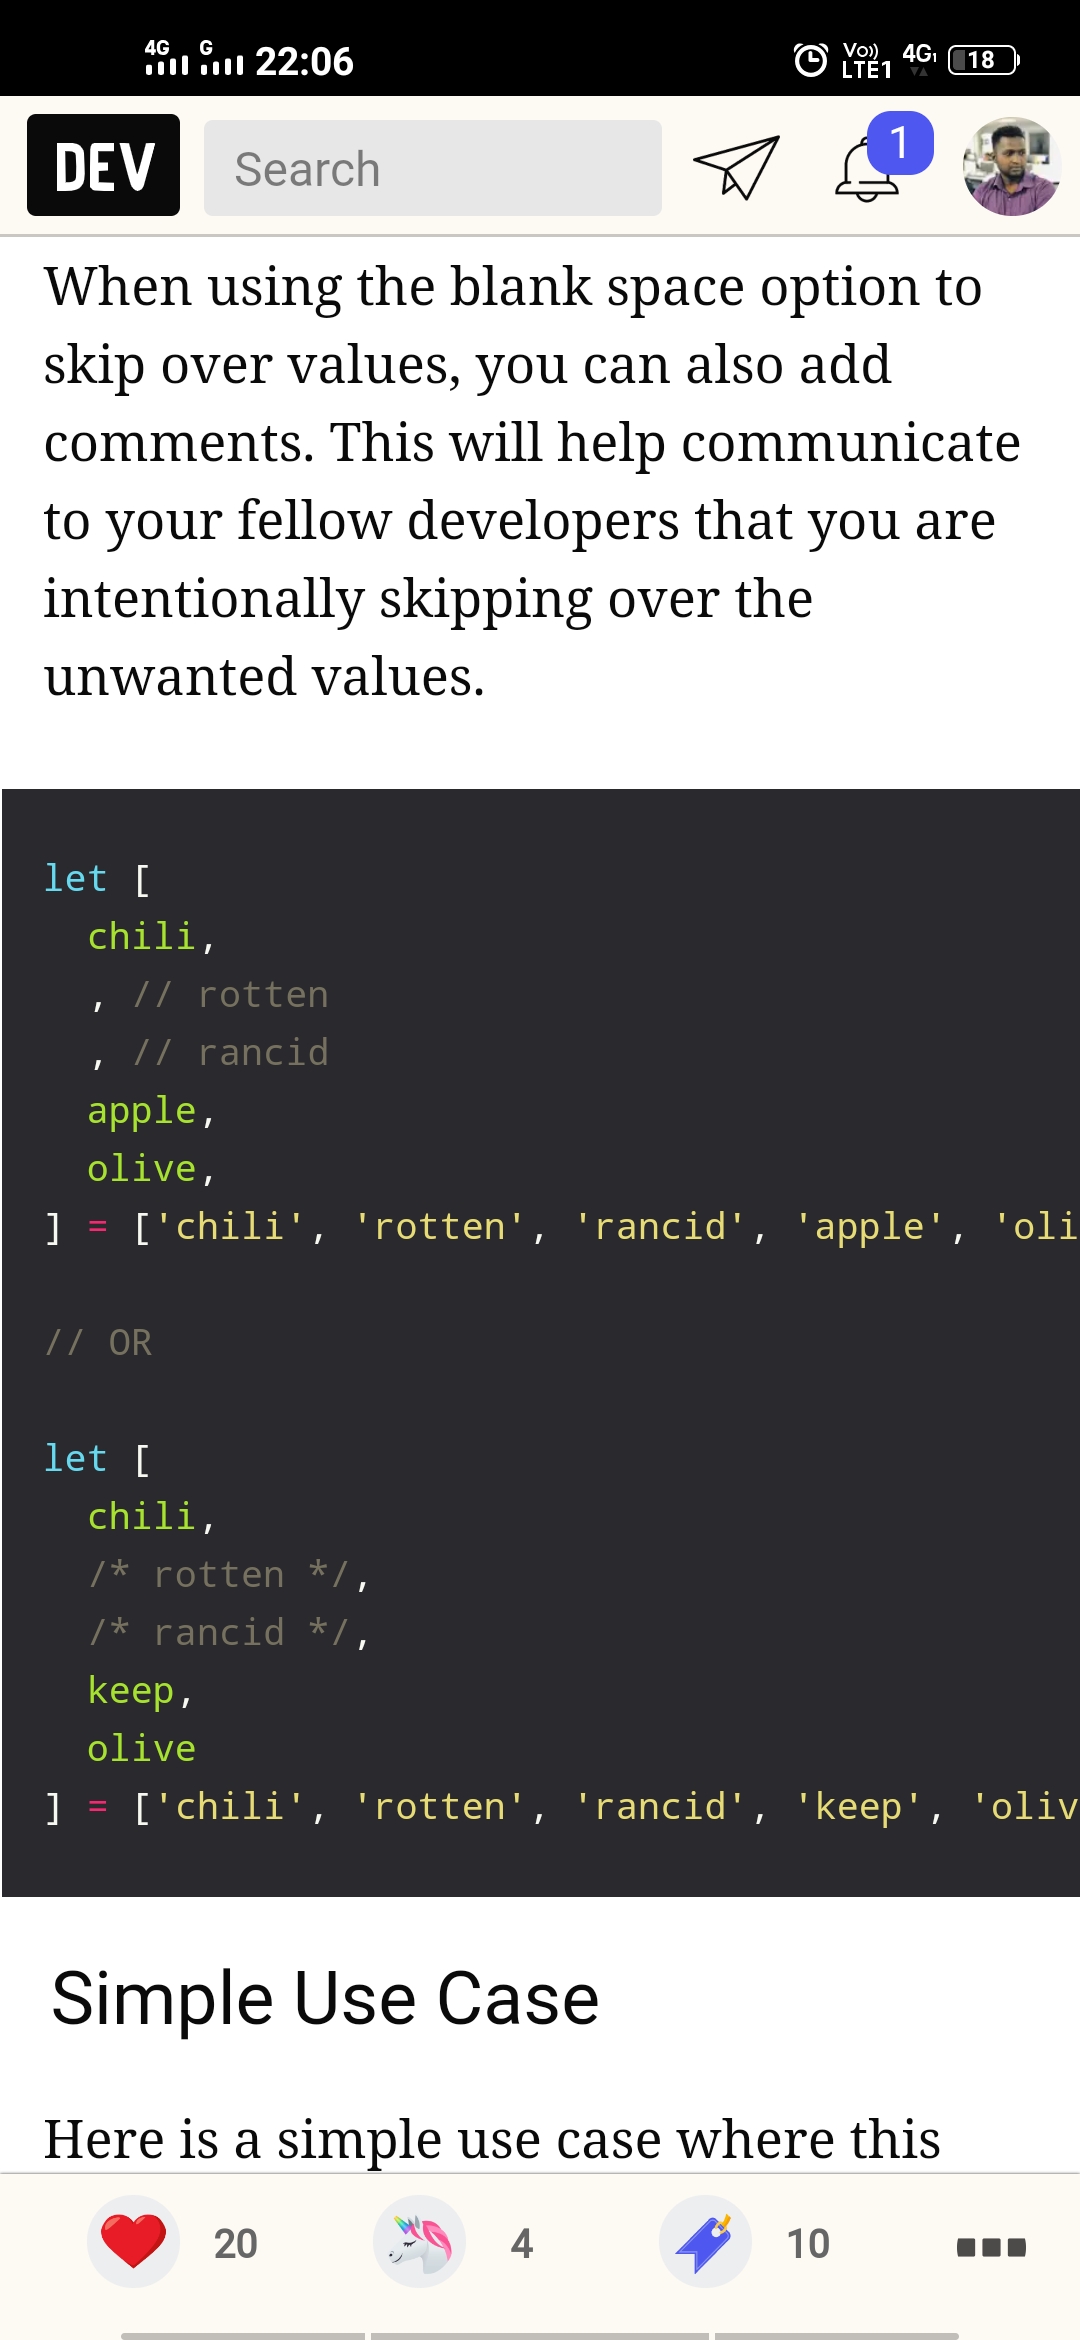 4G G 22:06 Vo)) LTE1 4G1 18
DEV Search 1
When using the blank space option to
skip over values, you can also add
comments. This will help communicate
to your fellow developers that you are
intentionally skipping over the
unwanted values.
let [
  chili,
  , // rotten
  , // rancid
  apple,
  olive,
] = ['chili', 'rotten', 'rancid', 'apple', 'oli
// OR
let [
  chili,
  /* rotten */,
  /* rancid */,
  keep,
  olive
] = ['chili', 'rotten', 'rancid', 'keep', 'oliv
Simple Use Case
Here is a simple use case where this
20 4 10